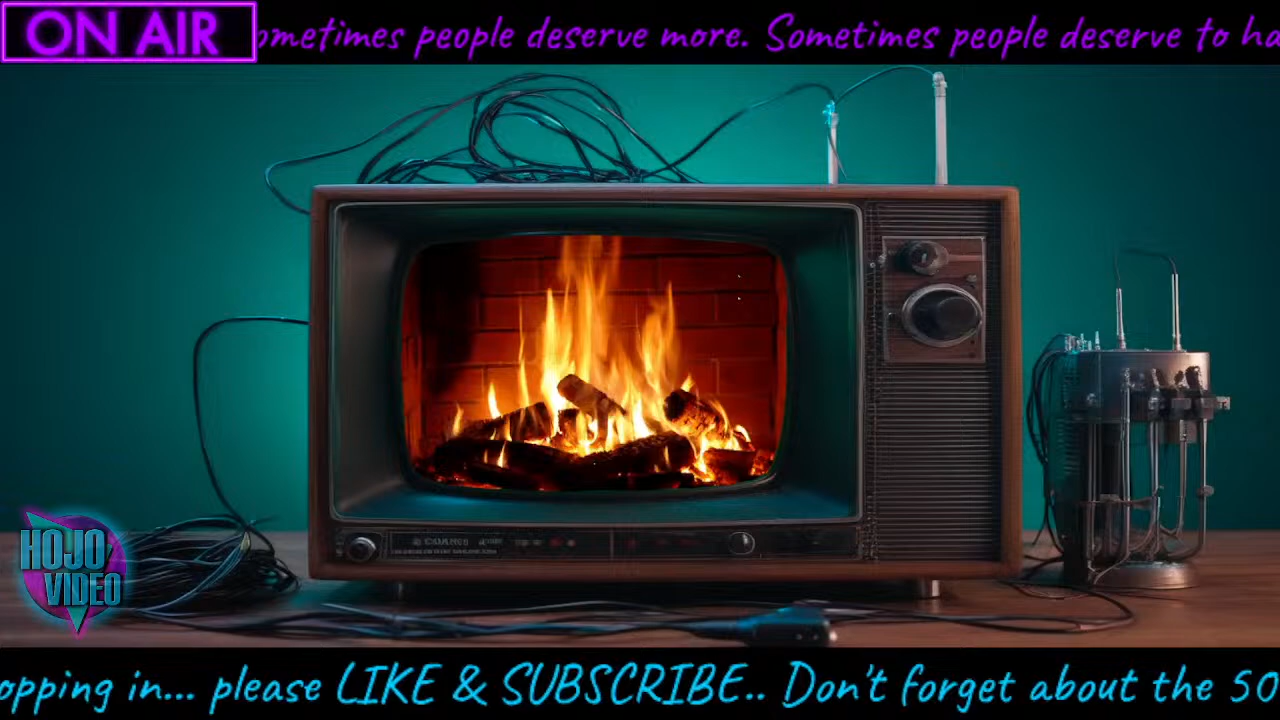 ON AIR
ometimes people deserve more. Sometimes people deserve to ha
HOJO
VIDEO
opping in... please LIKE & SUBSCRIBE.. Don't forget about the 50